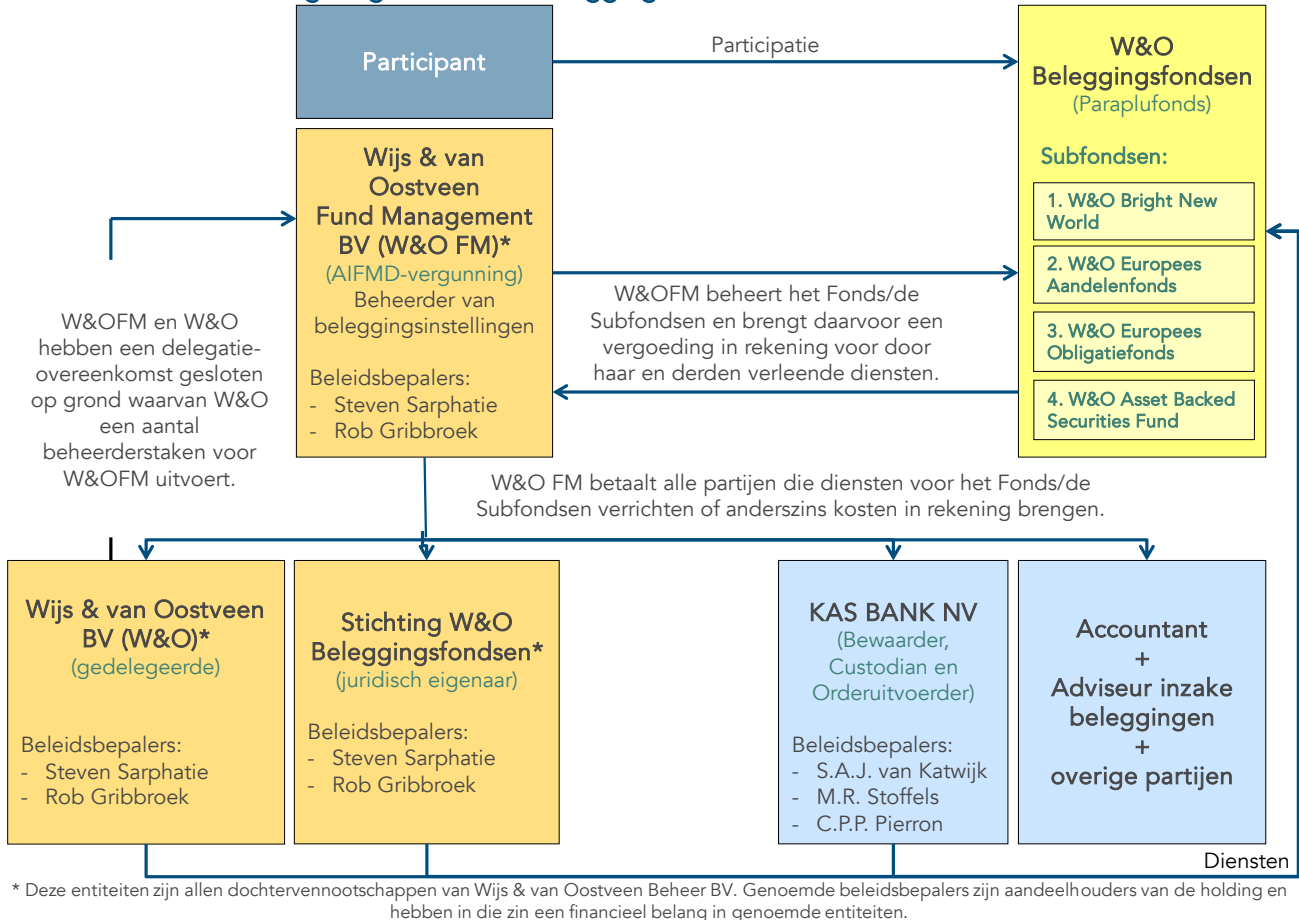 Participant
Participatie
W&O
Beleggingsfondsen
(Paraplufonds)
Subfondsen:
1. W&O Bright New
World
2. W&O Europees
Aandelenfonds
3. W&O Europees
Obligatiefonds
4. W&O Asset Backed
Securities Fund
Wijs & van
Oostveen
Fund Management
BV (W&O FM)*
(AIFMD-vergunning)
Beheerder van
beleggingsinstellingen
Beleidsbepalers:
- Steven Sarphatie
- Rob Gribbroek
W&OFM beheert het Fonds/de
Subfondsen en brengt daarvoor een
vergoeding in rekening voor door
haar en derden verleende diensten.
W&OFM en W&O
hebben een delegatie-
overeenkomst gesloten
op grond waarvan W&O
een aantal
beheerderstaken voor
W&OFM uitvoert.
W&O FM betaalt alle partijen die diensten voor het Fonds/de
Subfondsen verrichten of anderszins kosten in rekening brengen.
Wijs & van Oostveen
BV (W&O)*
(gedelegeerde)
Beleidsbepalers:
- Steven Sarphatie
- Rob Gribbroek
Stichting W&O
Beleggingsfondsen*
(juridisch eigenaar)
Beleidsbepalers:
- Steven Sarphatie
- Rob Gribbroek
KAS BANK NV
(Bewaarder,
Custodian en
Orderuitvoerder)
Beleidsbepalers:
- S.A.J. van Katwijk
- M.R. Stoffels
- C.P.P. Pierron
Accountant
+
Adviseur inzake
beleggingen
+
overige partijen
Diensten
* Deze entiteiten zijn allen dochtervennootschappen van Wijs & van Oostveen Beheer BV. Genoemde beleidsbepalers zijn aandeelhouders van de holding en
hebben in die zin een financieel belang in genoemde entiteiten.